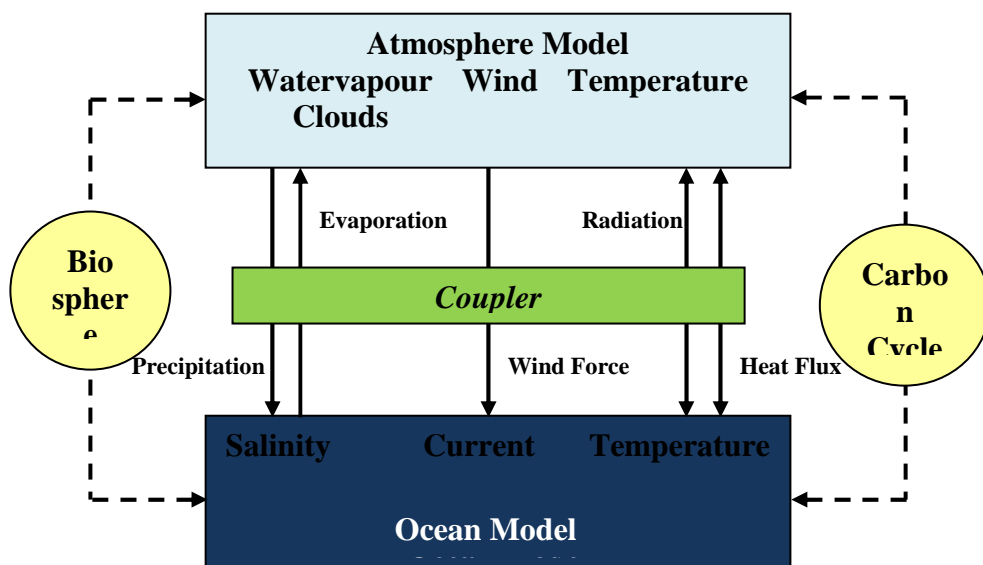 Atmosphere Model
Watervapour Wind Temperature
Clouds
Evaporation
Radiation
Bio
spher
e
Coupler
Carbo
n
Cycle
Precipitation
Wind Force
Heat Flux
Salinity Current Temperature
Ocean Model